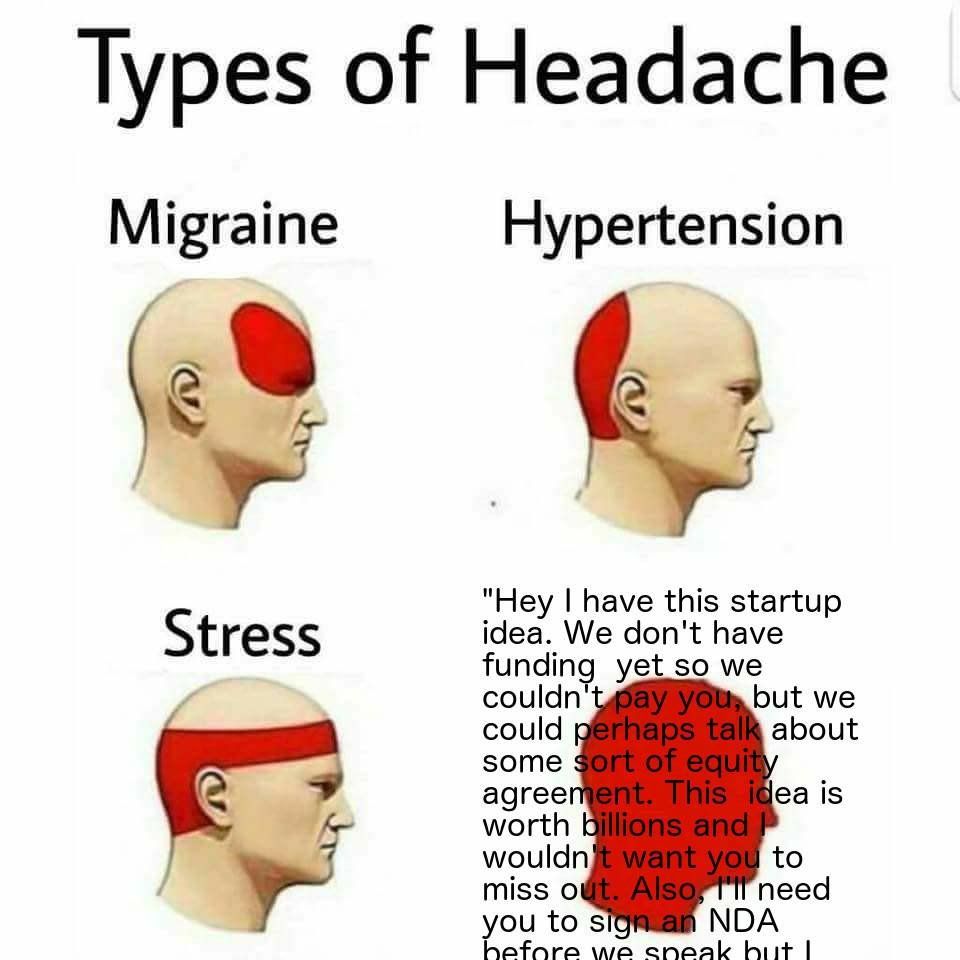 Types of Headache
Migraine
Hypertension
Stress
"Hey I have this startup
idea. We don't have
funding  yet so we
couldn't pay you, but we
could perhaps talk about
some sort of equity
agreement. This  idea is
worth billions and I
wouldn't want you to
miss out. Also, I'll need
you to sign an NDA
before we speak but I